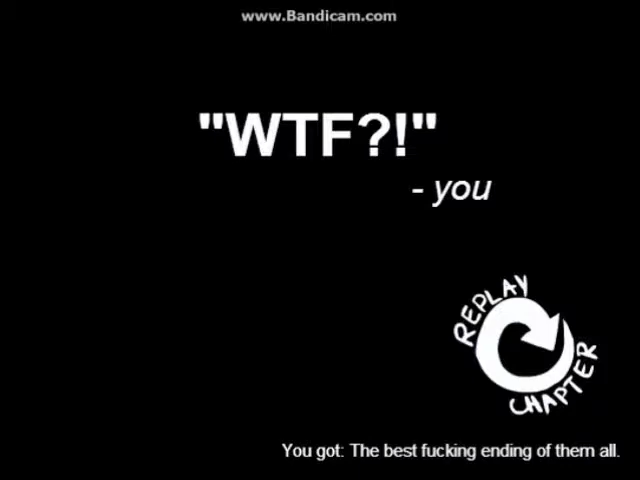 www.Bandicam.com
"WTF?!"
- you
REPLAY
CHAPTER
You got: The best fucking ending of them all.